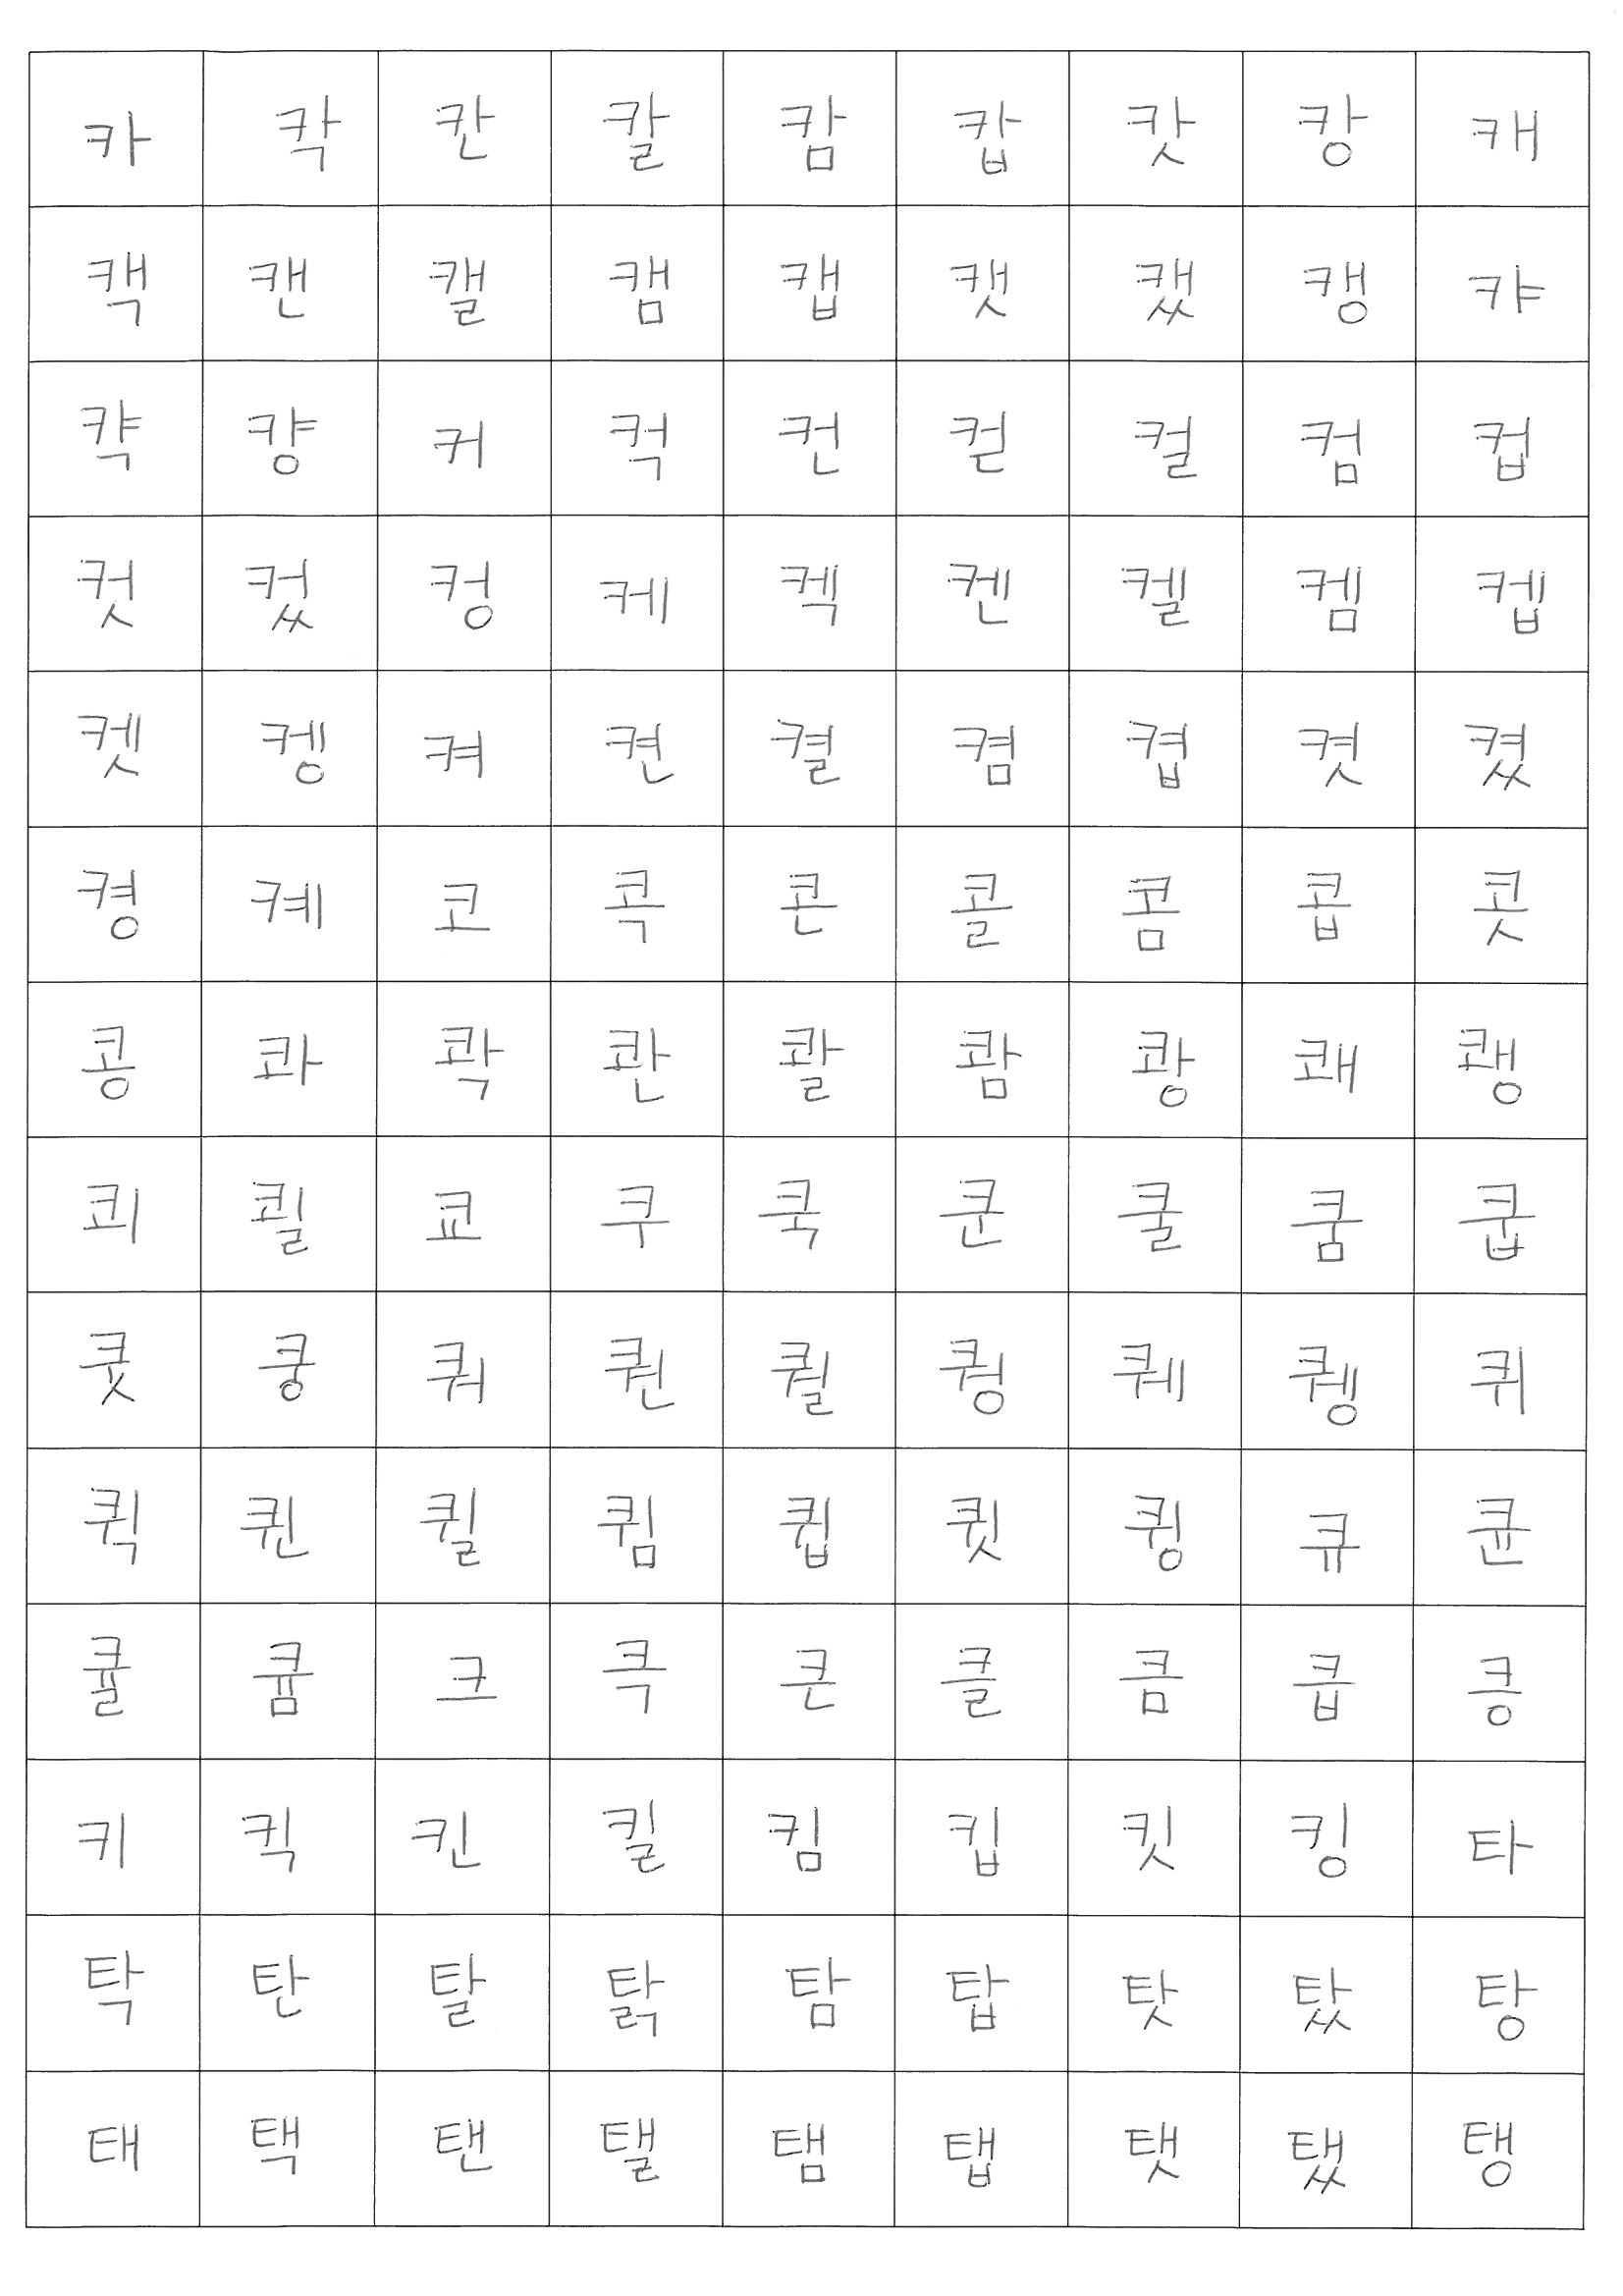 카 칵 칸 칼 캄 캅 캇 캉 캐
캑 캔 캘 캠 캡 캣 캤 캥 캬
캭 컁 커 컥 컨 컫 컬 컴 컵
컷 컸 컹 케 켁 켄 켈 켐 켑
켓 켕 켜 켠 켤 켬 켭 켯 켰
켱 켸 코 콕 콘 콜 콤 콥 콧
콩 콰 콱 콴 콸 쾀 쾅 쾌 쾡
쾨 쾰 쿄 쿠 쿡 쿤 쿨 쿰 쿱
쿳 쿵 쿼 퀀 퀄 퀑 퀘 퀭 퀴
퀵 퀸 퀼 큄 큅 큇 큉 큐 큔
큘 큠 크 큭 큰 클 큼 큽 킁
키 킥 킨 킬 킴 킵 킷 킹 타
탁 탄 탈 탉 탐 탑 탓 탔 탕
태 택 탠 탤 탬 탭 탯 탰 탱